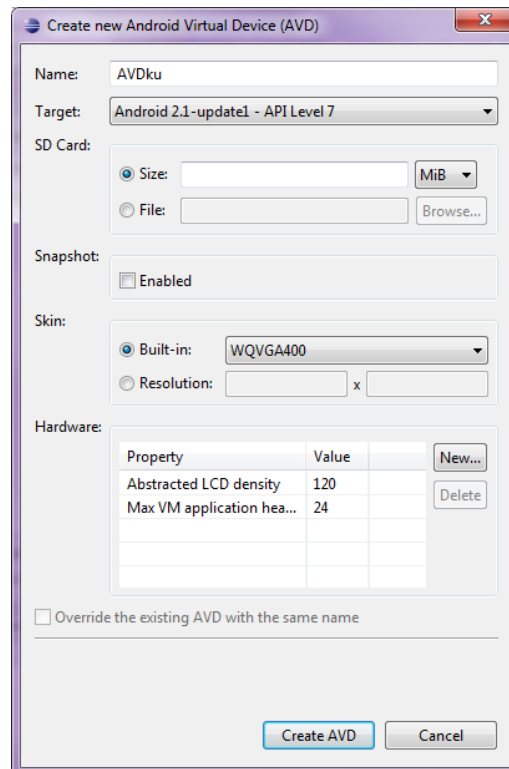 Create new Android Virtual Device (AVD)
Name: AVDku
Target: Android 2.1-update1 - API Level 7
SD Card:
Size: MiB
File: Browse...
Snapshot:
Enabled
Skin:
Built-in: WQVGA400
Resolution: x
Hardware:
Property Value New...
Abstracted LCD density 120
Delete
Max VM application hea... 24
Override the existing AVD with the same name
Create AVD Cancel